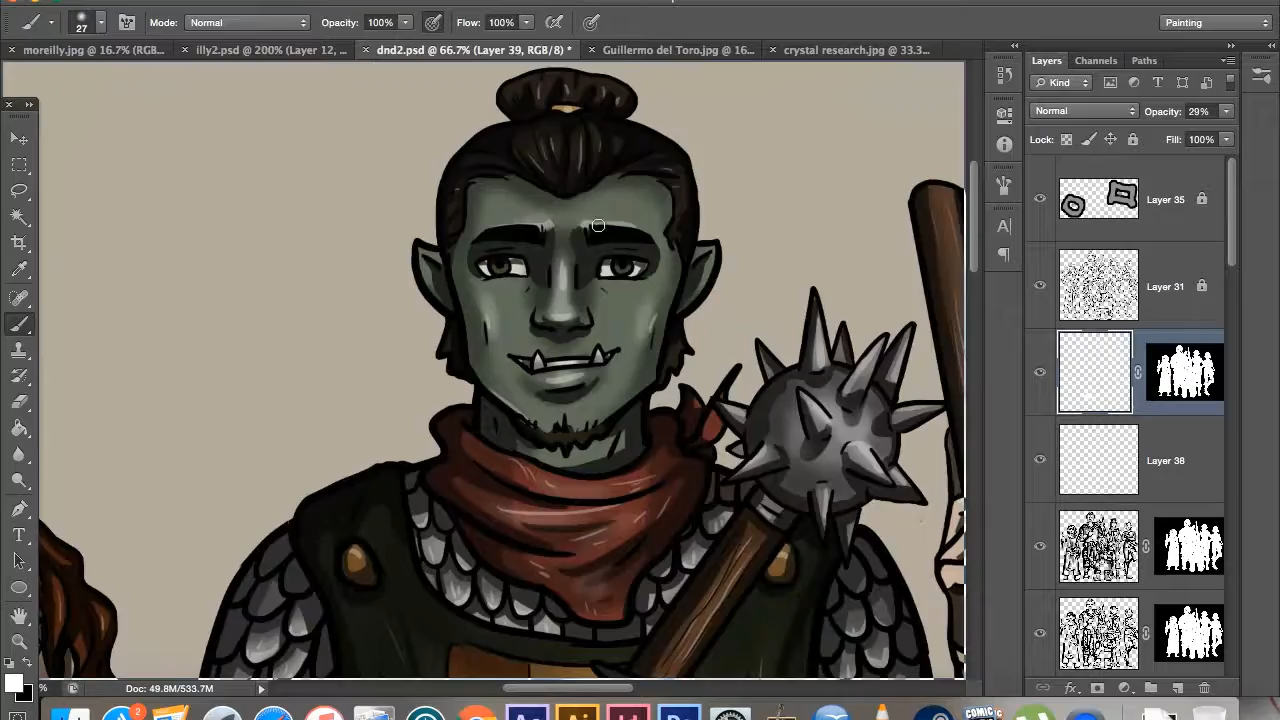 27 Mode: Normal Opacity: 100% Flow: 100% Painting
moreilly.jpg @ 16.7% (RGB... illy2.psd @ 200% (Layer 12, ... dnd2.psd @ 66.7% (Layer 39, RGB/8) * Guillermo del Toro.jpg @ 16... crystal research.jpg @ 33.3...
Layers Channels Paths
Kind
Normal Opacity: 29%
Lock: Fill: 100%
Layer 35
Layer 31
Layer 38
% Doc: 49.8M/533.7M
2